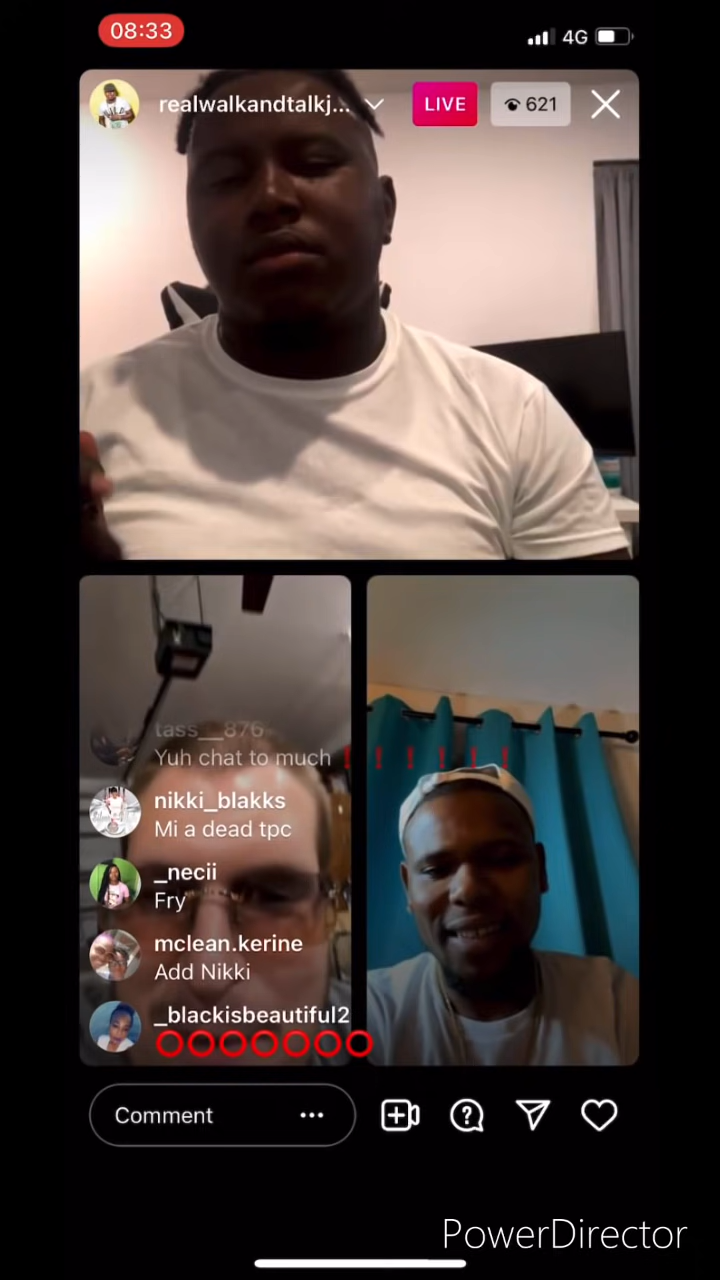 08:33
4G
realwalkandtalkj...
LIVE
621
tass__876
Yuh chat to much❗❗❗❗❗❗
nikki_blakks
Mi a dead tpc
_necii
Fry
mclean.kerine
Add Nikki
_blackisbeautiful2
⭕⭕⭕⭕⭕⭕⭕
Comment
PowerDirector